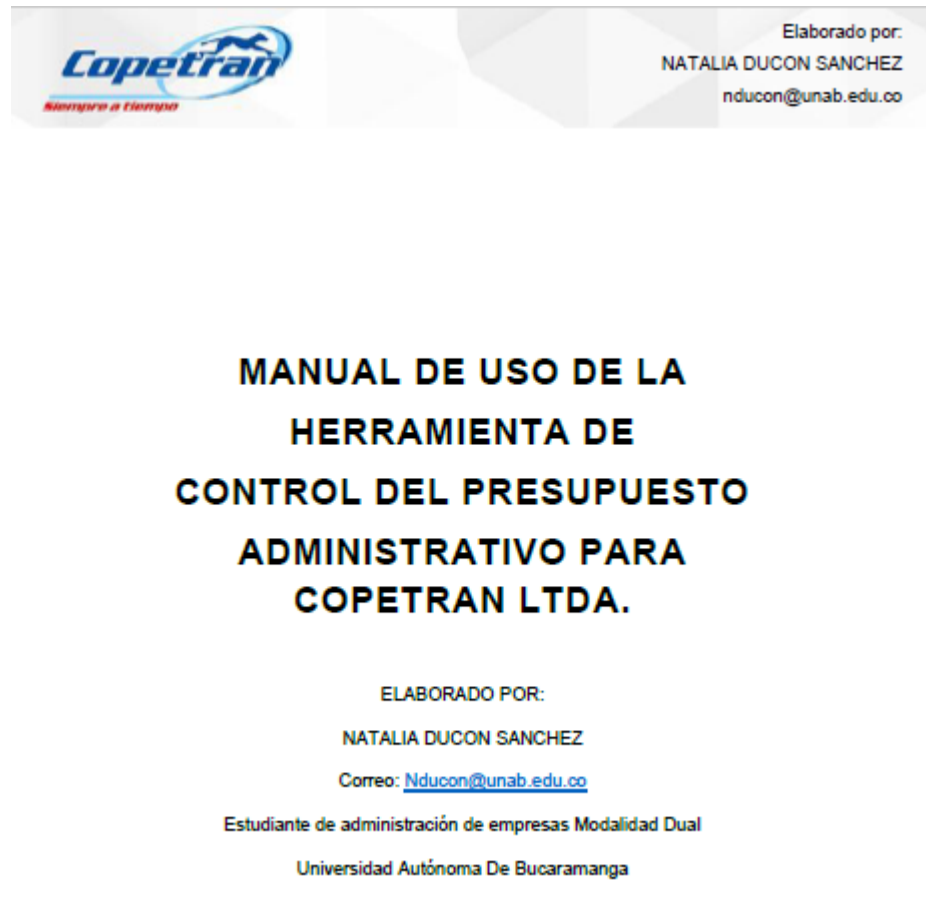 Copetran
Siempre a tiempo
Elaborado por:
NATALIA DUCON SANCHEZ
nducon@unab.edu.co
MANUAL DE USO DE LA
HERRAMIENTA DE
CONTROL DEL PRESUPUESTO
ADMINISTRATIVO PARA
COPETRAN LTDA.
ELABORADO POR:
NATALIA DUCON SANCHEZ
Correo: Nducon@unab.edu.co
Estudiante de administración de empresas Modalidad Dual
Universidad Autónoma De Bucaramanga